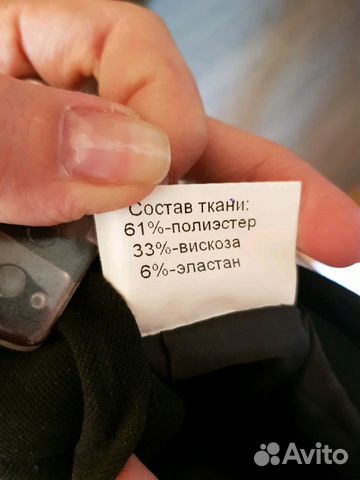 Состав ткани:
61%-полиэстер
33%-вискоза
6%-эластан
Avito